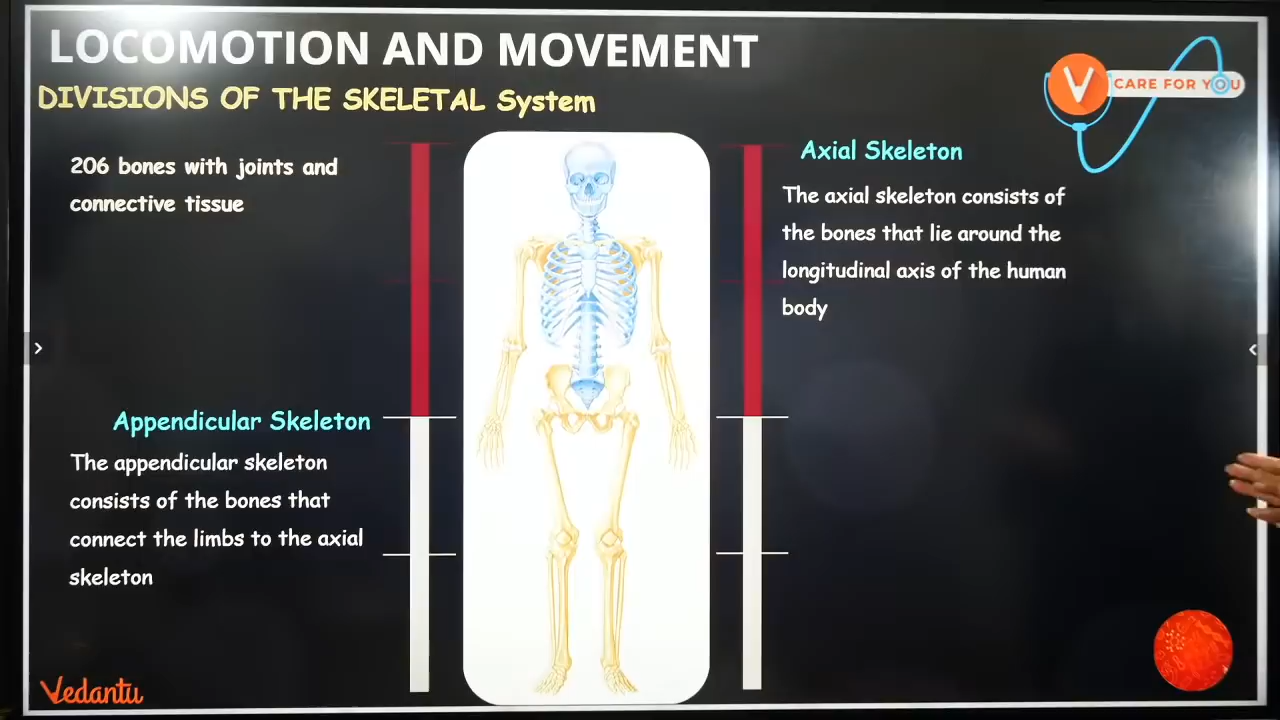 LOCOMOTION AND MOVEMENT
DIVISIONS OF THE SKELETAL System
V CARE FOR YOU
206 bones with joints and
connective tissue
Axial Skeleton
The axial skeleton consists of
the bones that lie around the
longitudinal axis of the human
body
Appendicular Skeleton
The appendicular skeleton
consists of the bones that
connect the limbs to the axial
skeleton
Vedantu